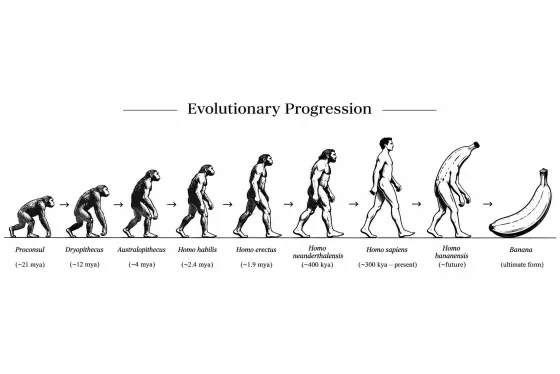 Evolutionary Progression
Proconsul
(~21 mya)
Dryopithecus
(~12 mya)
Australopithecus
(~4 mya)
Homo habilis
(~2.4 mya)
Homo erectus
(~1.9 mya)
Homo
neanderthalensis
(~400 kya)
Homo sapiens
(~300 kya – present)
Homo
bananensis
(~future)
Banana
(ultimate form)